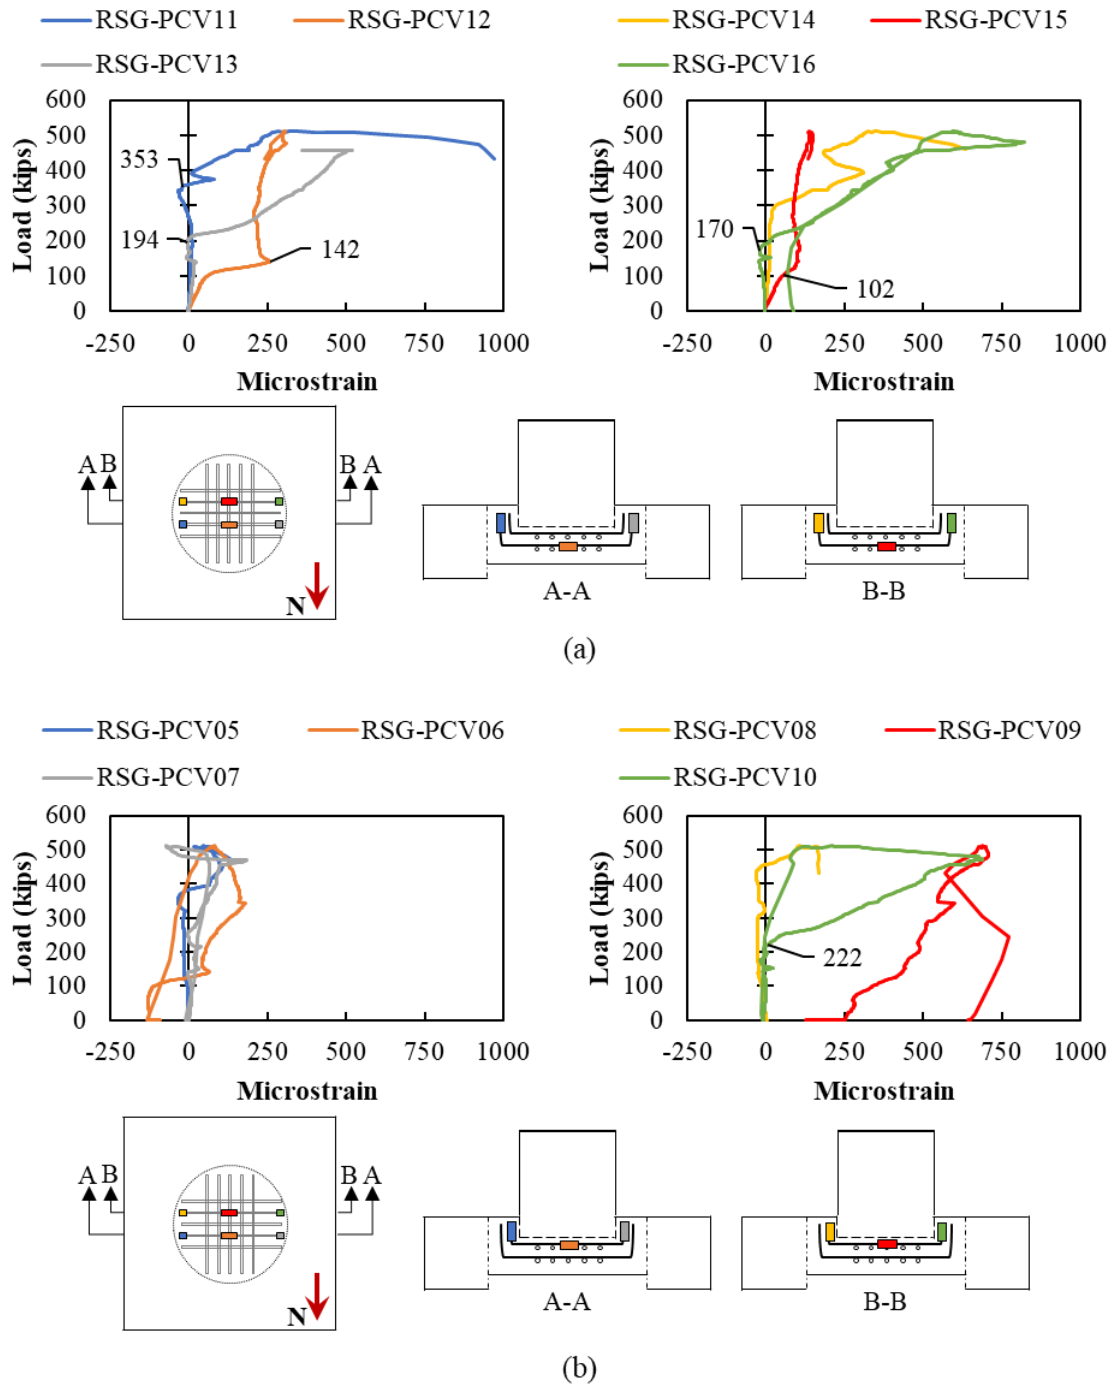 RSG-PCV11 RSG-PCV12 RSG-PCV14 RSG-PCV15
RSG-PCV13 RSG-PCV16
600 600
500 500
400 353 400
300 300
200 194 142 200 170
100 100 102
0 0
Load (kips) Load (kips)
-250 0 250 500 750 1000 -250 0 250 500 750 1000
Microstrain Microstrain
A B B A
N
A-A B-B
(a)
RSG-PCV05 RSG-PCV06 RSG-PCV08 RSG-PCV09
RSG-PCV07 RSG-PCV10
600 600
500 500
400 400
300 300
200 200 222
100 100
0 0
Load (kips) Load (kips)
-250 0 250 500 750 1000 -250 0 250 500 750 1000
Microstrain Microstrain
A B B A
N
A-A B-B
(b)